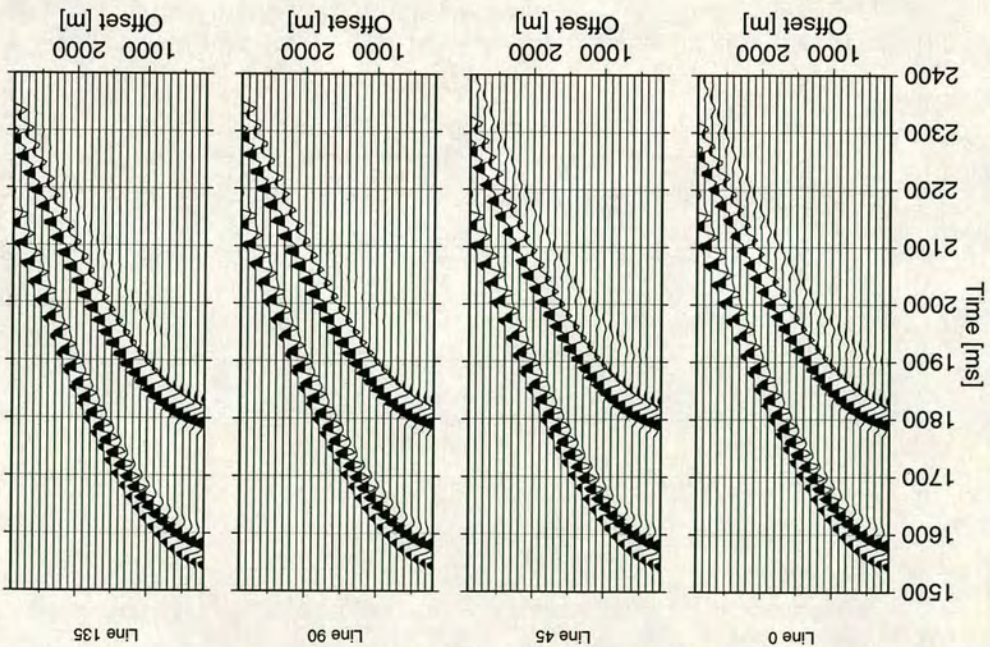 Line 0
Line 45
Line 90
Line 135
1500
1600
1700
1800
1900
2000
2100
2200
2300
2400
Time [ms]
1000 2000
1000 2000
1000 2000
1000 2000
Offset [m]
Offset [m]
Offset [m]
Offset [m]